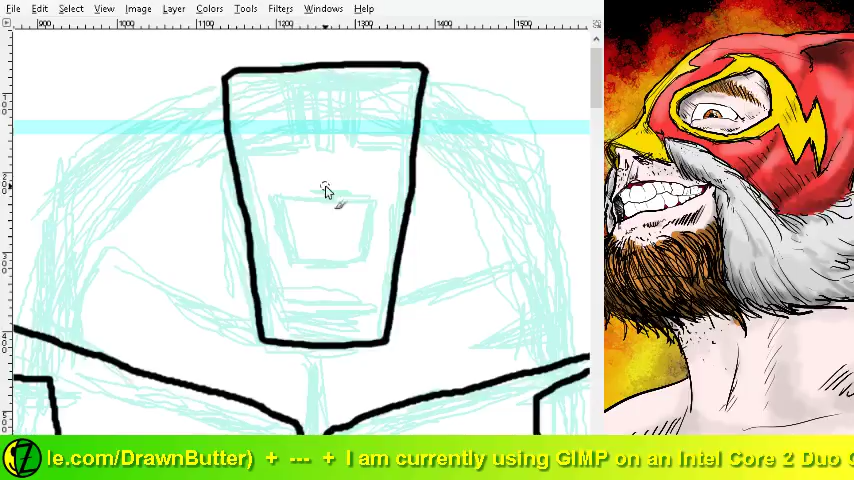 File Edit Select View Image Layer Colors Tools Filters Windows Help
900 1000 1100 1200 1300 1400 1500
le.com/DrawnButter) + --- + I am currently using GIMP on an Intel Core 2 Duo